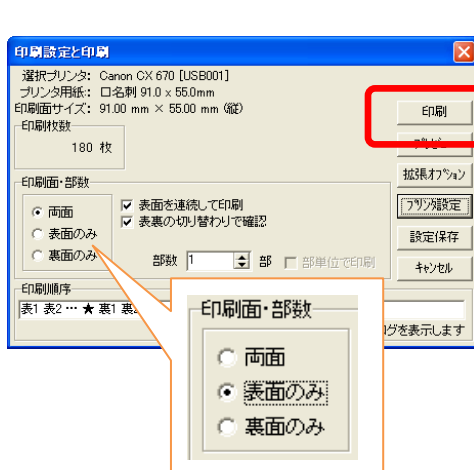 印刷設定と印刷
選択プリンタ: Canon CX 670 [USB001]
プリンタ用紙: 口名刺 91.0 x 55.0mm
印刷面サイズ: 91.00 mm × 55.00 mm (縦)
印刷枚数
180 枚
印刷
拡張オプション
印刷面・部数
両面
表面のみ
裏面のみ
表面を連続して印刷
表裏の切り替わりで確認
部数 1 部 部単位で印刷
プリンタ設定
設定保存
キャンセル
印刷順序
表1 表2 … ★ 裏1
グを表示します
印刷面・部数
両面
表面のみ
裏面のみ